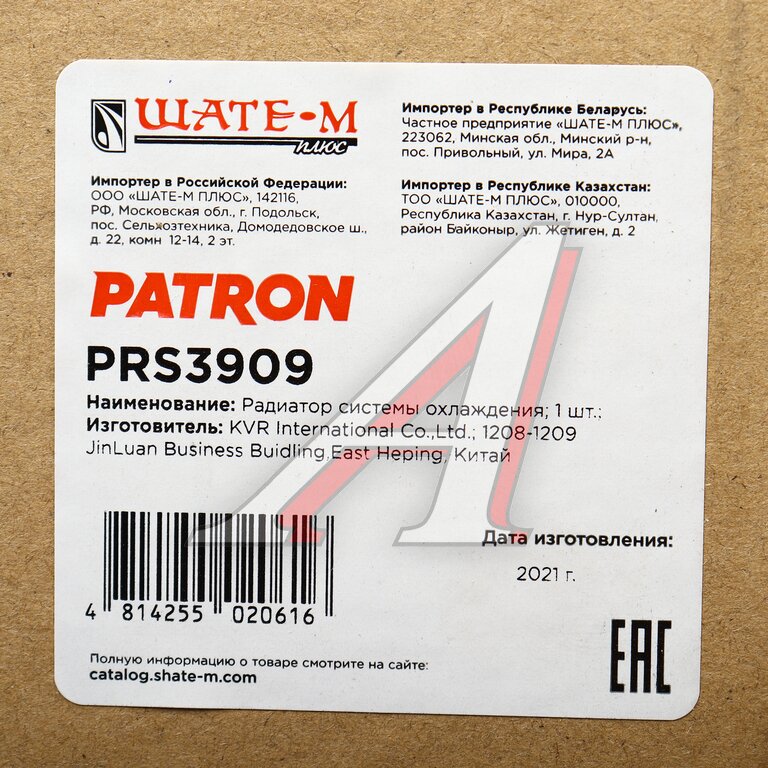 ШАТЕ-М
ПЛЮС
Импортер в Российской Федерации:
ООО «ШАТЕ-М ПЛЮС», 142116,
РФ, Московская обл., г. Подольск,
пос. Сельхозтехника, Домодедовское ш.,
д. 22, комн 12-14, 2 эт.
Импортер в Республике Беларусь:
Частное предприятие «ШАТЕ-М ПЛЮС»,
223062, Минская обл., Минский р-н,
пос. Привольный, ул. Мира, 2А
Импортер в Республике Казахстан:
ТОО «ШАТЕ-М ПЛЮС», 010000,
Республика Казахстан, г. Нур-Султан,
район Байконыр, ул. Жетиген, д. 2
PATRON
PRS3909
Наименование: Радиатор системы охлаждения; 1 шт.;
Изготовитель: KVR International Co.,Ltd.; 1208-1209
JinLuan Business Buidling,East Heping, Китай
Дата изготовления:
2021 г.
4 814255 020616
Полную информацию о товаре смотрите на сайте:
catalog.shate-m.com
EAC